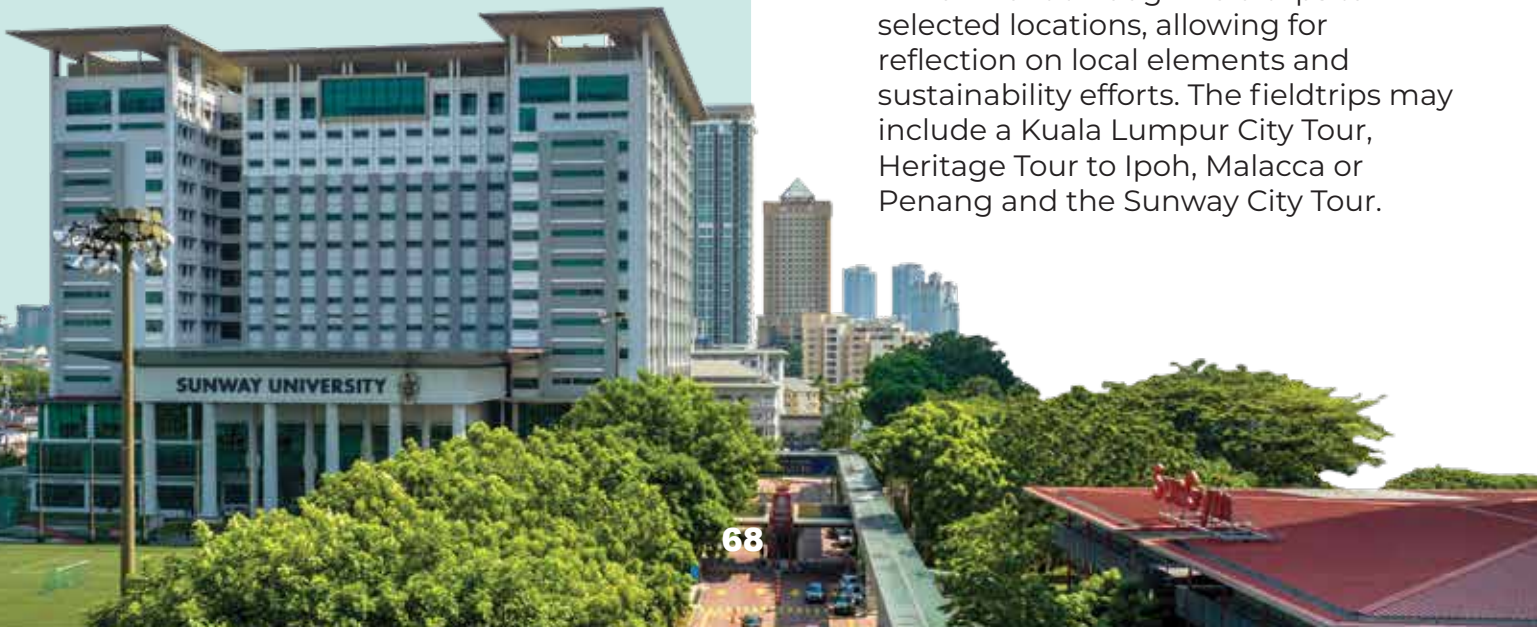 selected locations, allowing for
reflection on local elements and
sustainability efforts. The fieldtrips may
include a Kuala Lumpur City Tour,
Heritage Tour to Ipoh, Malacca or
Penang and the Sunway City Tour.
SUNWAY UNIVERSITY
68